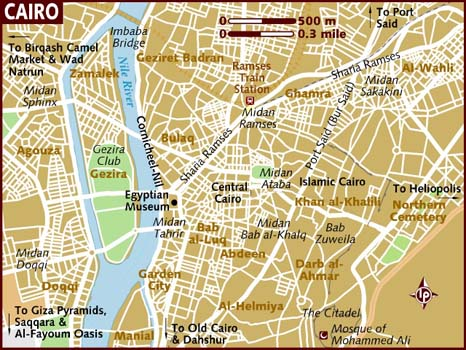 CAIRO
0 500 m
0 0.3 mile
To Port
Said
To Birqash Camel
Market & Wad
Natrun
Imbaba
Bridge
Geziret Badran
Zamalek
Nile River
Ramses
Train
Station
Sharia Ramses
Al-Wahli
Midan
Sakakini
Midan
Sphinx
Ghamra
Midan
Ramses
Port Said (Bur Said)
Bulaq
Sharia Ramses
Corniche el-Nil
Agouza
Gezira
Club
Gezira
Midan
Ataba
Islamic Cairo
Central
Cairo
To Heliopolis
Egyptian
Museum
Khan al-Khalili
Northern
Cemetery
Midan
Tahrir
Bab
al-Luq
Midan
Bab al-Khalq
Bab
Zuweila
Midan
Doqqi
Abdeen
Darb al-
Ahmar
Doqqi
Garden
City
Al-Helmiya
The Citadel
To Giza Pyramids,
Saqqara &
Al-Fayoum Oasis
Manial
To Old Cairo
& Dahshur
Mosque of
Mohammed Ali
LP